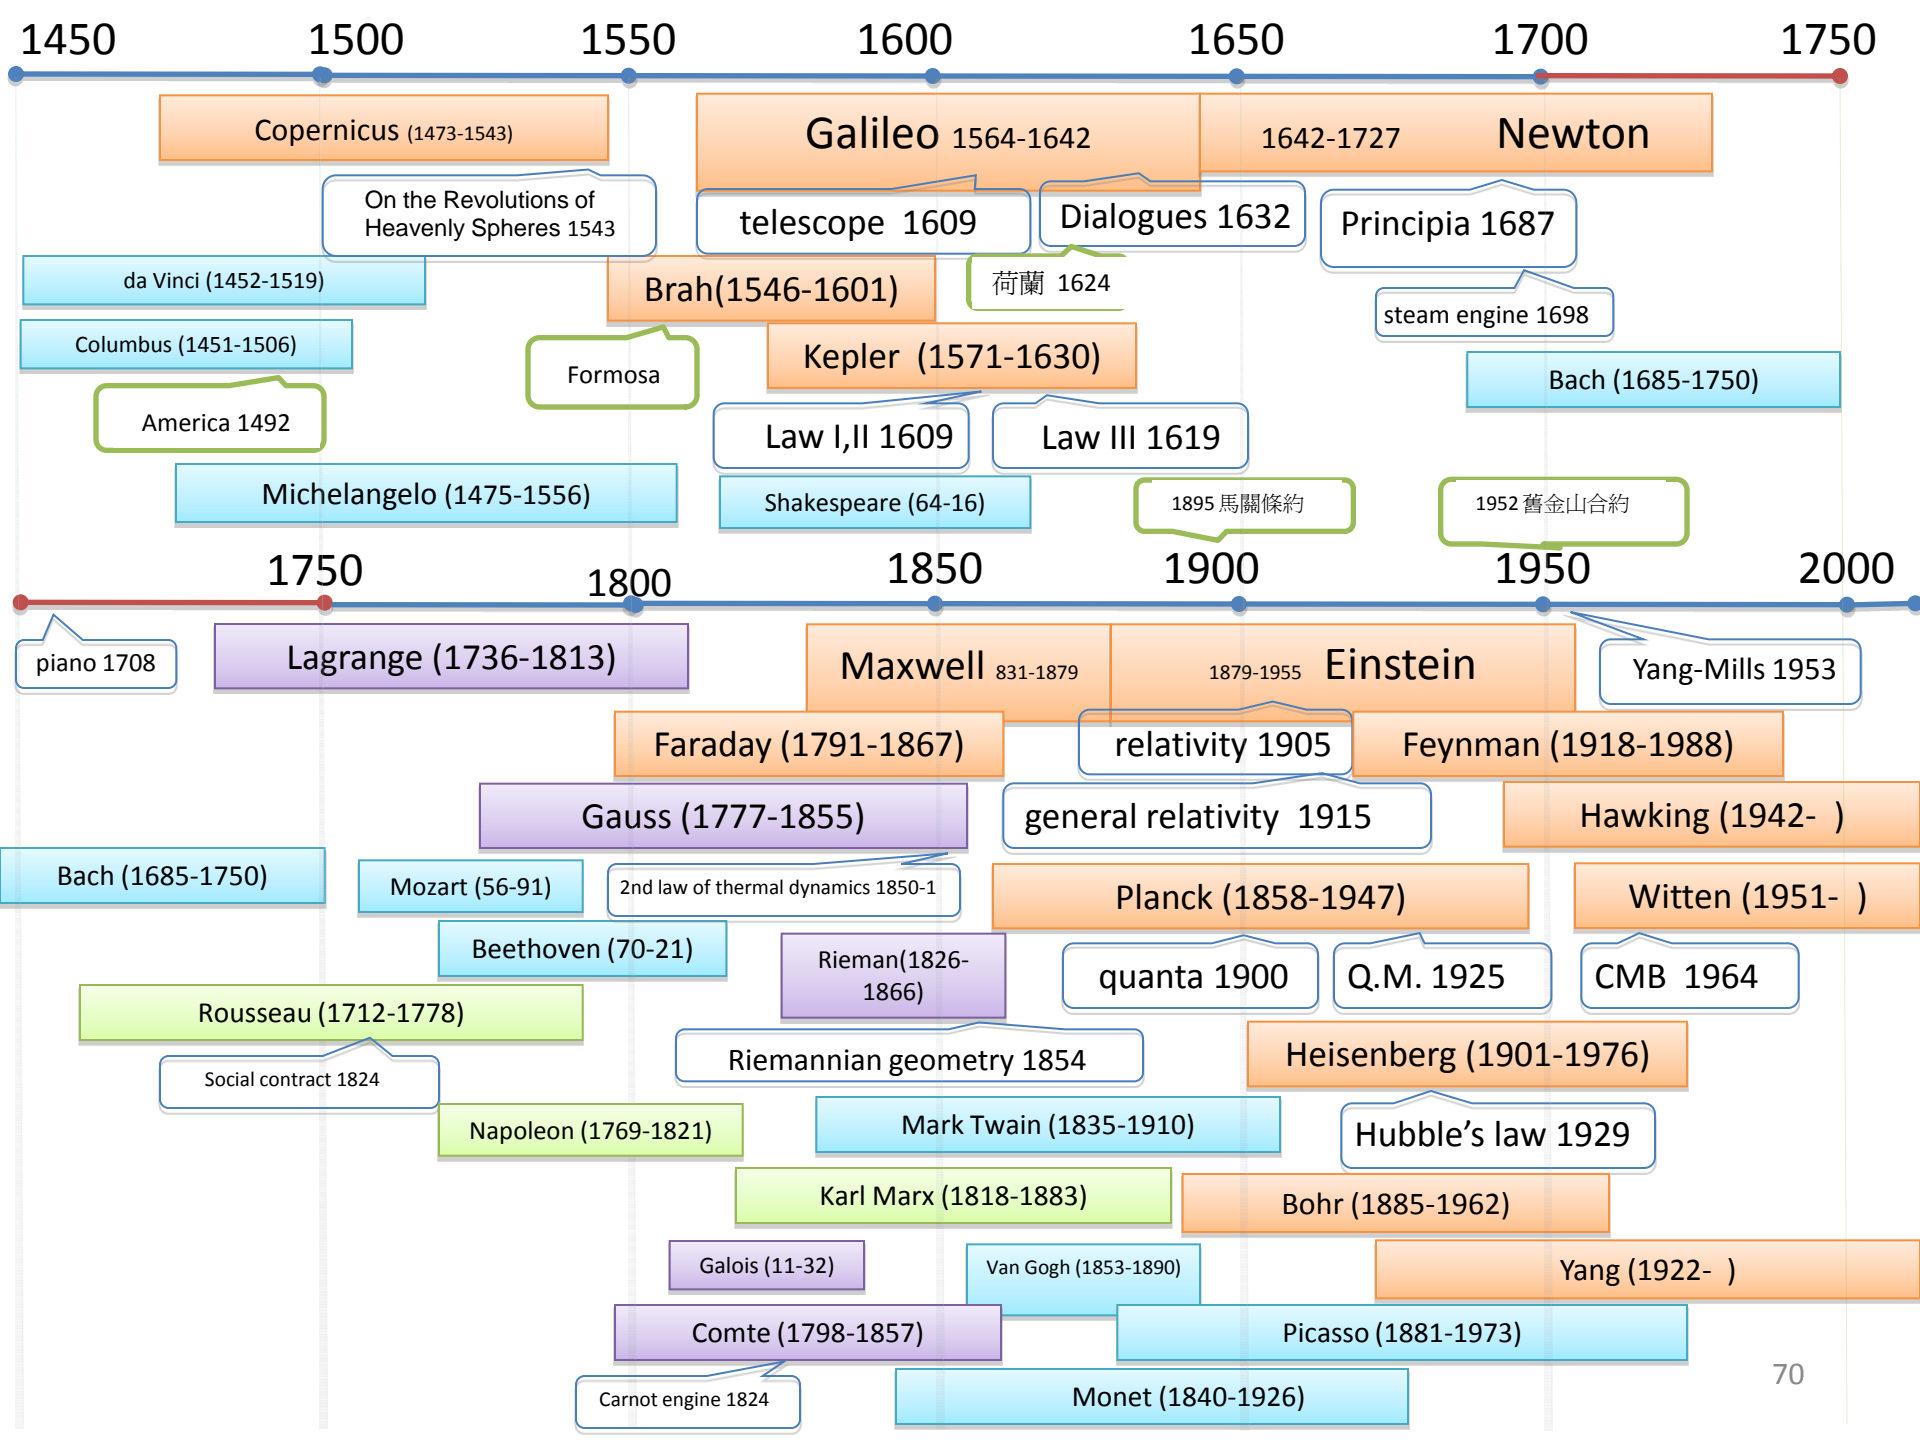 1450 1500 1550 1600 1650 1700 1750
Copernicus (1473-1543)
Galileo 1564-1642
1642-1727 Newton
On the Revolutions of
Heavenly Spheres 1543
telescope 1609
Dialogues 1632
Principia 1687
da Vinci (1452-1519)
Brah(1546-1601)
荷蘭 1624
steam engine 1698
Columbus (1451-1506)
Formosa
Kepler (1571-1630)
Bach (1685-1750)
America 1492
Law I,II 1609
Law III 1619
Michelangelo (1475-1556)
Shakespeare (64-16)
1895 馬關條約
1952 舊金山合約
1750 1800 1850 1900 1950 2000
piano 1708
Lagrange (1736-1813)
Maxwell 831-1879
1879-1955 Einstein
Yang-Mills 1953
Faraday (1791-1867)
relativity 1905
Feynman (1918-1988)
Gauss (1777-1855)
general relativity 1915
Hawking (1942- )
Bach (1685-1750)
Mozart (56-91)
2nd law of thermal dynamics 1850-1
Planck (1858-1947)
Witten (1951- )
Beethoven (70-21)
Rieman(1826-
1866)
quanta 1900
Q.M. 1925
CMB 1964
Rousseau (1712-1778)
Social contract 1824
Riemannian geometry 1854
Heisenberg (1901-1976)
Napoleon (1769-1821)
Mark Twain (1835-1910)
Hubble’s law 1929
Karl Marx (1818-1883)
Bohr (1885-1962)
Galois (11-32)
Van Gogh (1853-1890)
Yang (1922- )
Comte (1798-1857)
Picasso (1881-1973)
Carnot engine 1824
Monet (1840-1926)
70